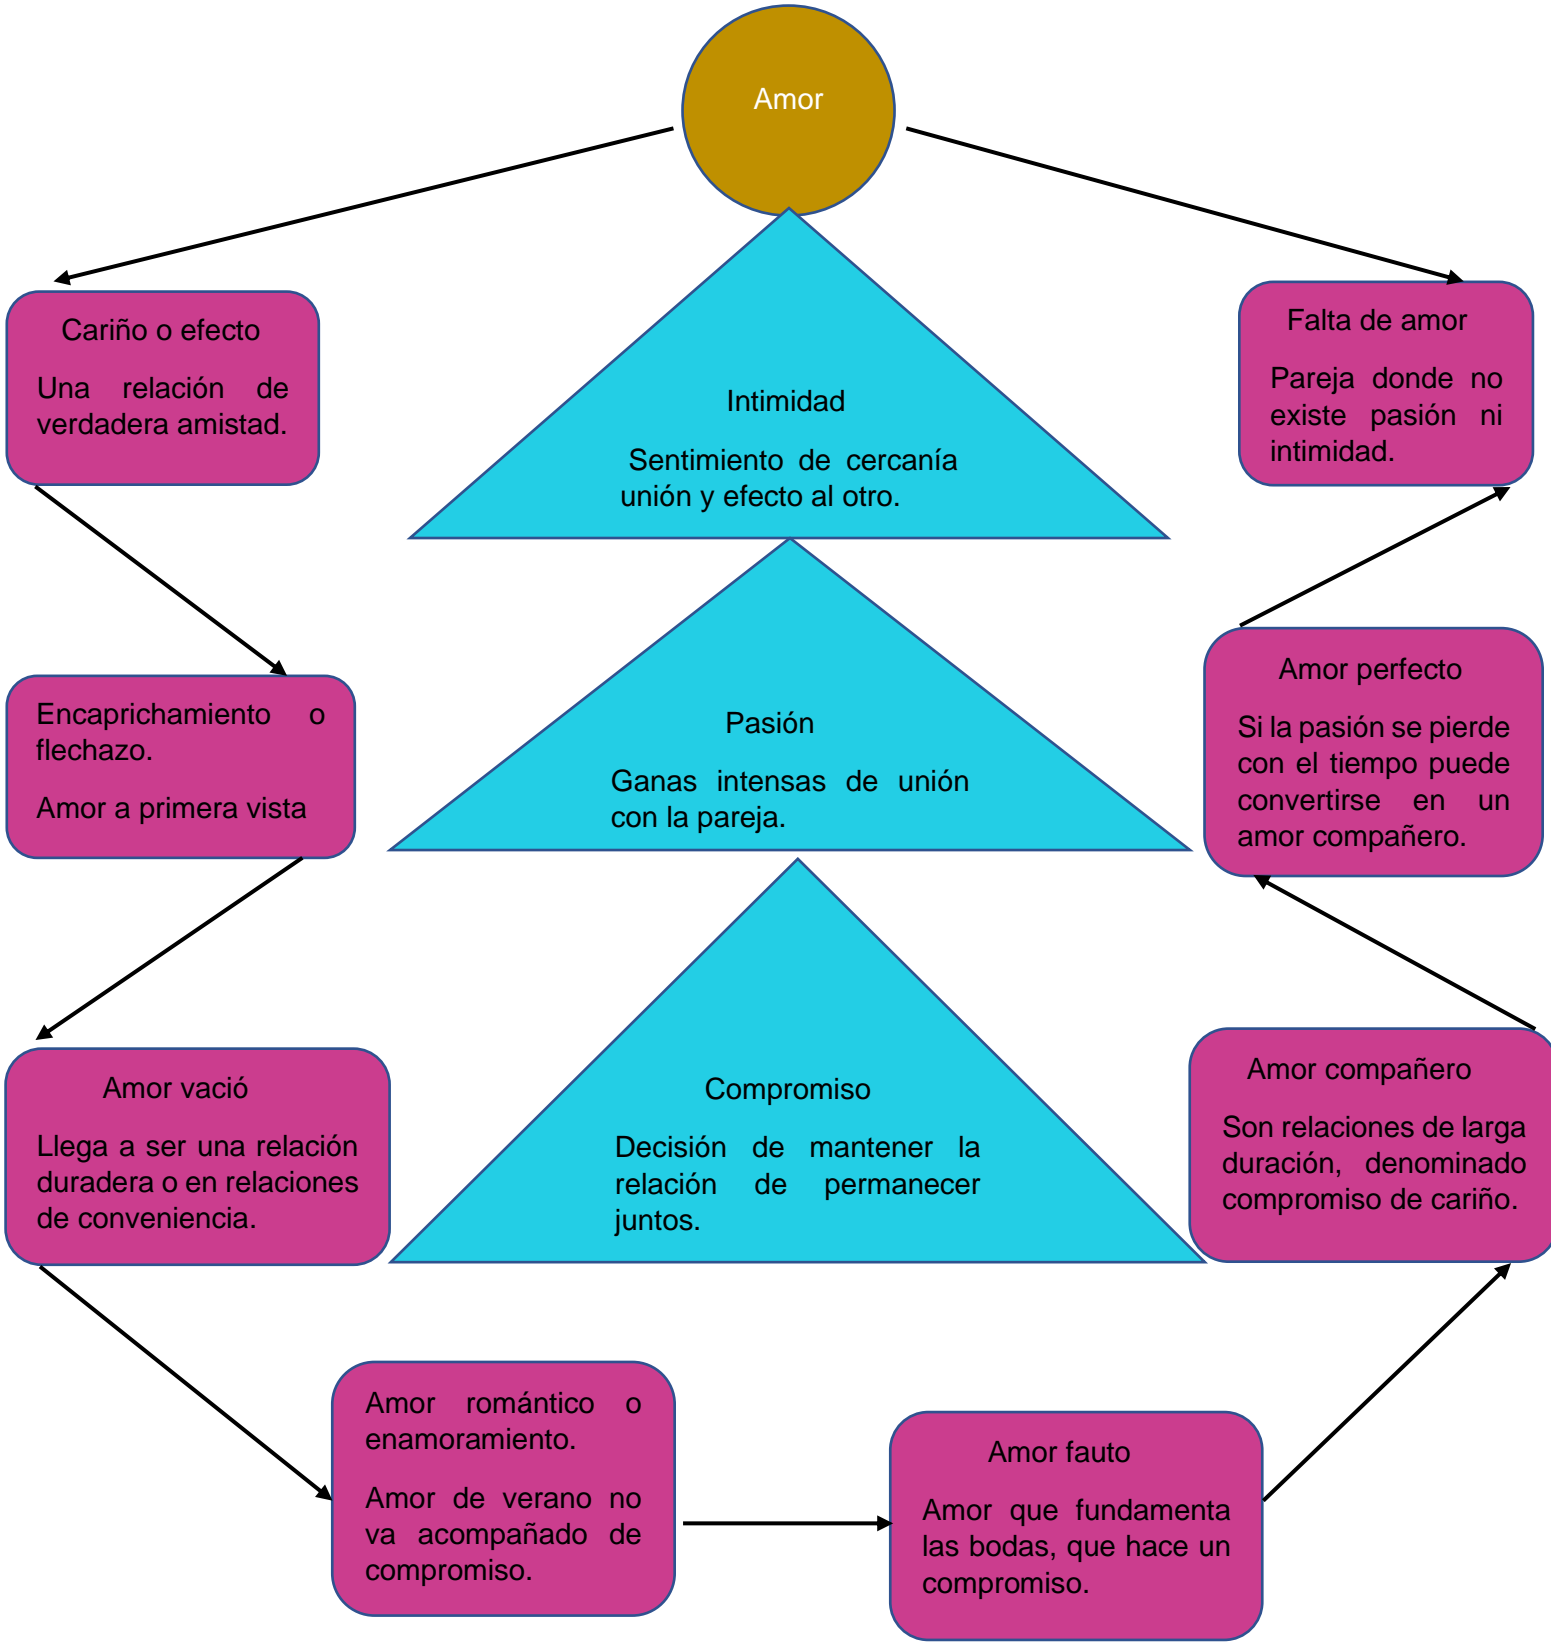 Amor
Cariño o efecto
Una relación de
verdadera amistad.
Falta de amor
Pareja donde no
existe pasión ni
intimidad.
Intimidad
Sentimiento de cercanía
unión y efecto al otro.
Encaprichamiento o
flechazo.
Amor a primera vista
Pasión
Ganas intensas de unión
con la pareja.
Amor perfecto
Si la pasión se pierde
con el tiempo puede
convertirse en un
amor compañero.
Amor vació
Llega a ser una relación
duradera o en relaciones
de conveniencia.
Compromiso
Decisión de mantener la
relación de permanecer
juntos.
Amor compañero
Son relaciones de larga
duración, denominado
compromiso de cariño.
Amor romántico o
enamoramiento.
Amor de verano no
va acompañado de
compromiso.
Amor fauto
Amor que fundamenta
las bodas, que hace un
compromiso.